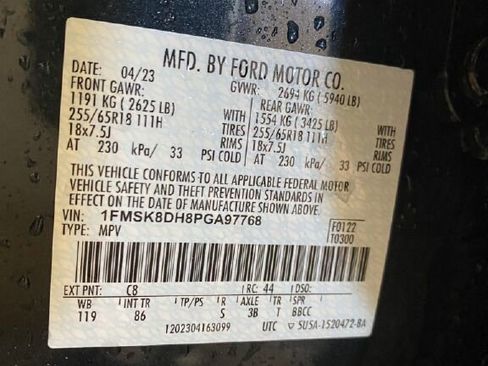 MFD. BY FORD MOTOR CO.
DATE: 04/23 GVWR: 2694 KG ( 5940 LB)
FRONT GAWR: REAR GAWR:
1191 KG ( 2625 LB) 1554 KG ( 3425 LB)
255/65R18 111H TIRES 255/65R18 111H
18x7.5J RIMS 18x7.5J
AT 230 kPa/ 33 PSI COLD AT 230 kPa/ 33 PSI COLD
TIRES
RIMS
THIS VEHICLE CONFORMS TO ALL APPLICABLE FEDERAL MOTOR
VEHICLE SAFETY AND THEFT PREVENTION STANDARDS IN
EFFECT ON THE DATE OF MANUFACTURE SHOWN ABOVE.
VIN: 1FMSK8DH8PGA97768 F0122
TYPE: MPV T0300
EXT PNT: C8 RC: 44 DSO:
WB INT TR TP/PS R AXLE TR SPR
119 86 S 3B T BBCC
1202304163099 UTC ▽ 5U5A-1520472-BA